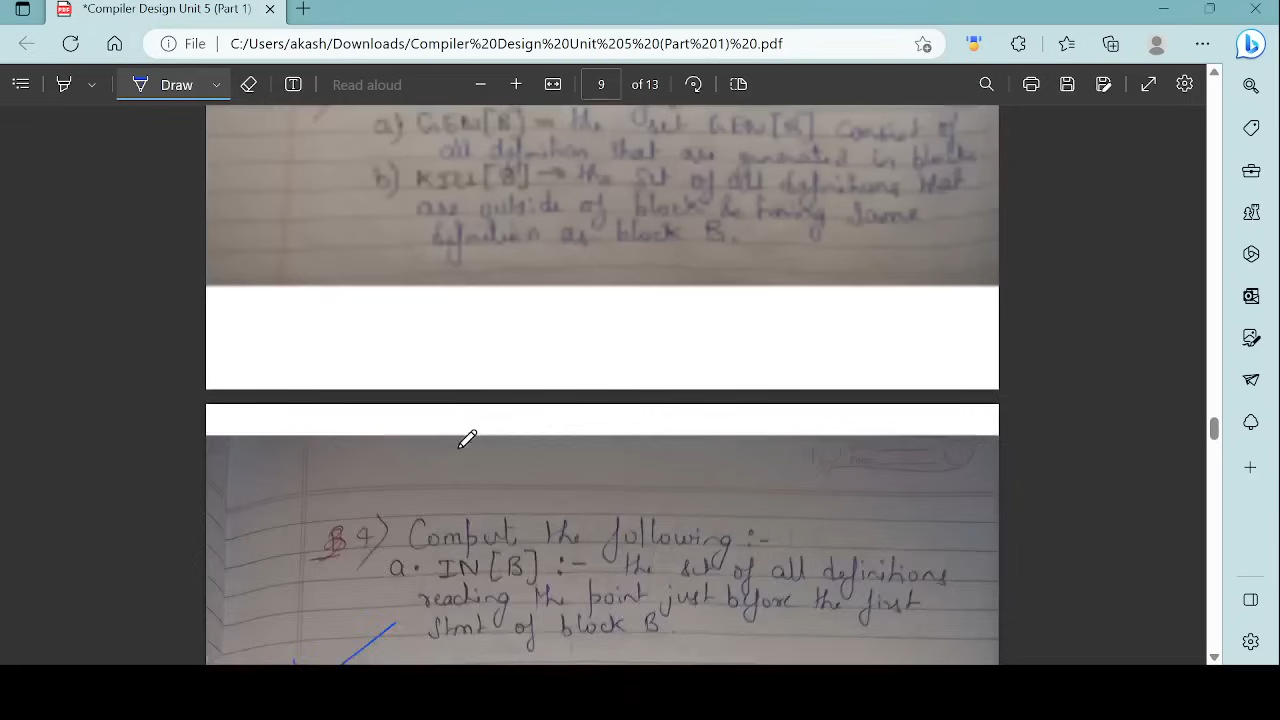 *Compiler Design Unit 5 (Part 1)
File
C:/Users/akash/Downloads/Compiler%20Design%20Unit%205%20(Part%201)%20.pdf
Draw
Read aloud
9 of 13
a) GEN[B] → the set GEN[B] consist of
all definition that are generated in block
b) KILL[B] → the set of all definitions that
are outside of block & having same
definition as block B.
4) Comput the following :-
a. IN[B] :- the set of all definitions
reaching the point just before the first
stmt of block B.